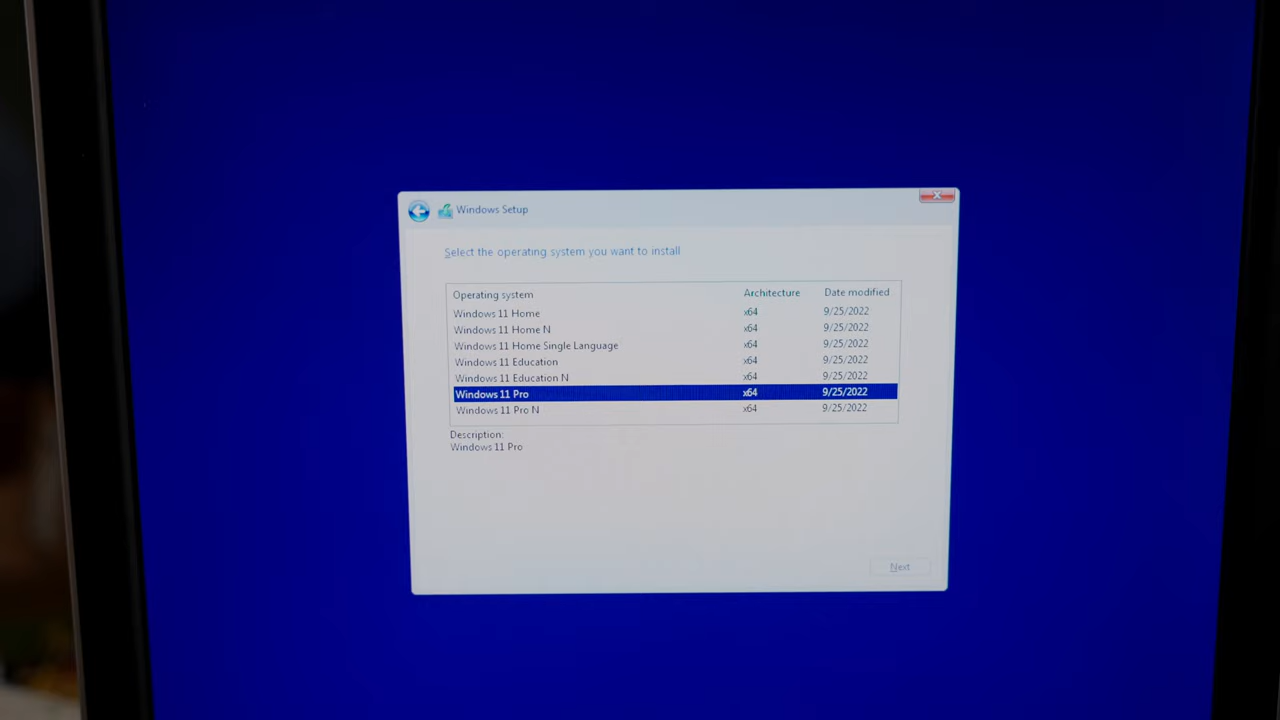 Windows Setup
Select the operating system you want to install
Operating system Architecture Date modified
Windows 11 Home x64 9/25/2022
Windows 11 Home N x64 9/25/2022
Windows 11 Home Single Language x64 9/25/2022
Windows 11 Education x64 9/25/2022
Windows 11 Education N x64 9/25/2022
Windows 11 Pro x64 9/25/2022
Windows 11 Pro N x64 9/25/2022
Description:
Windows 11 Pro
Next